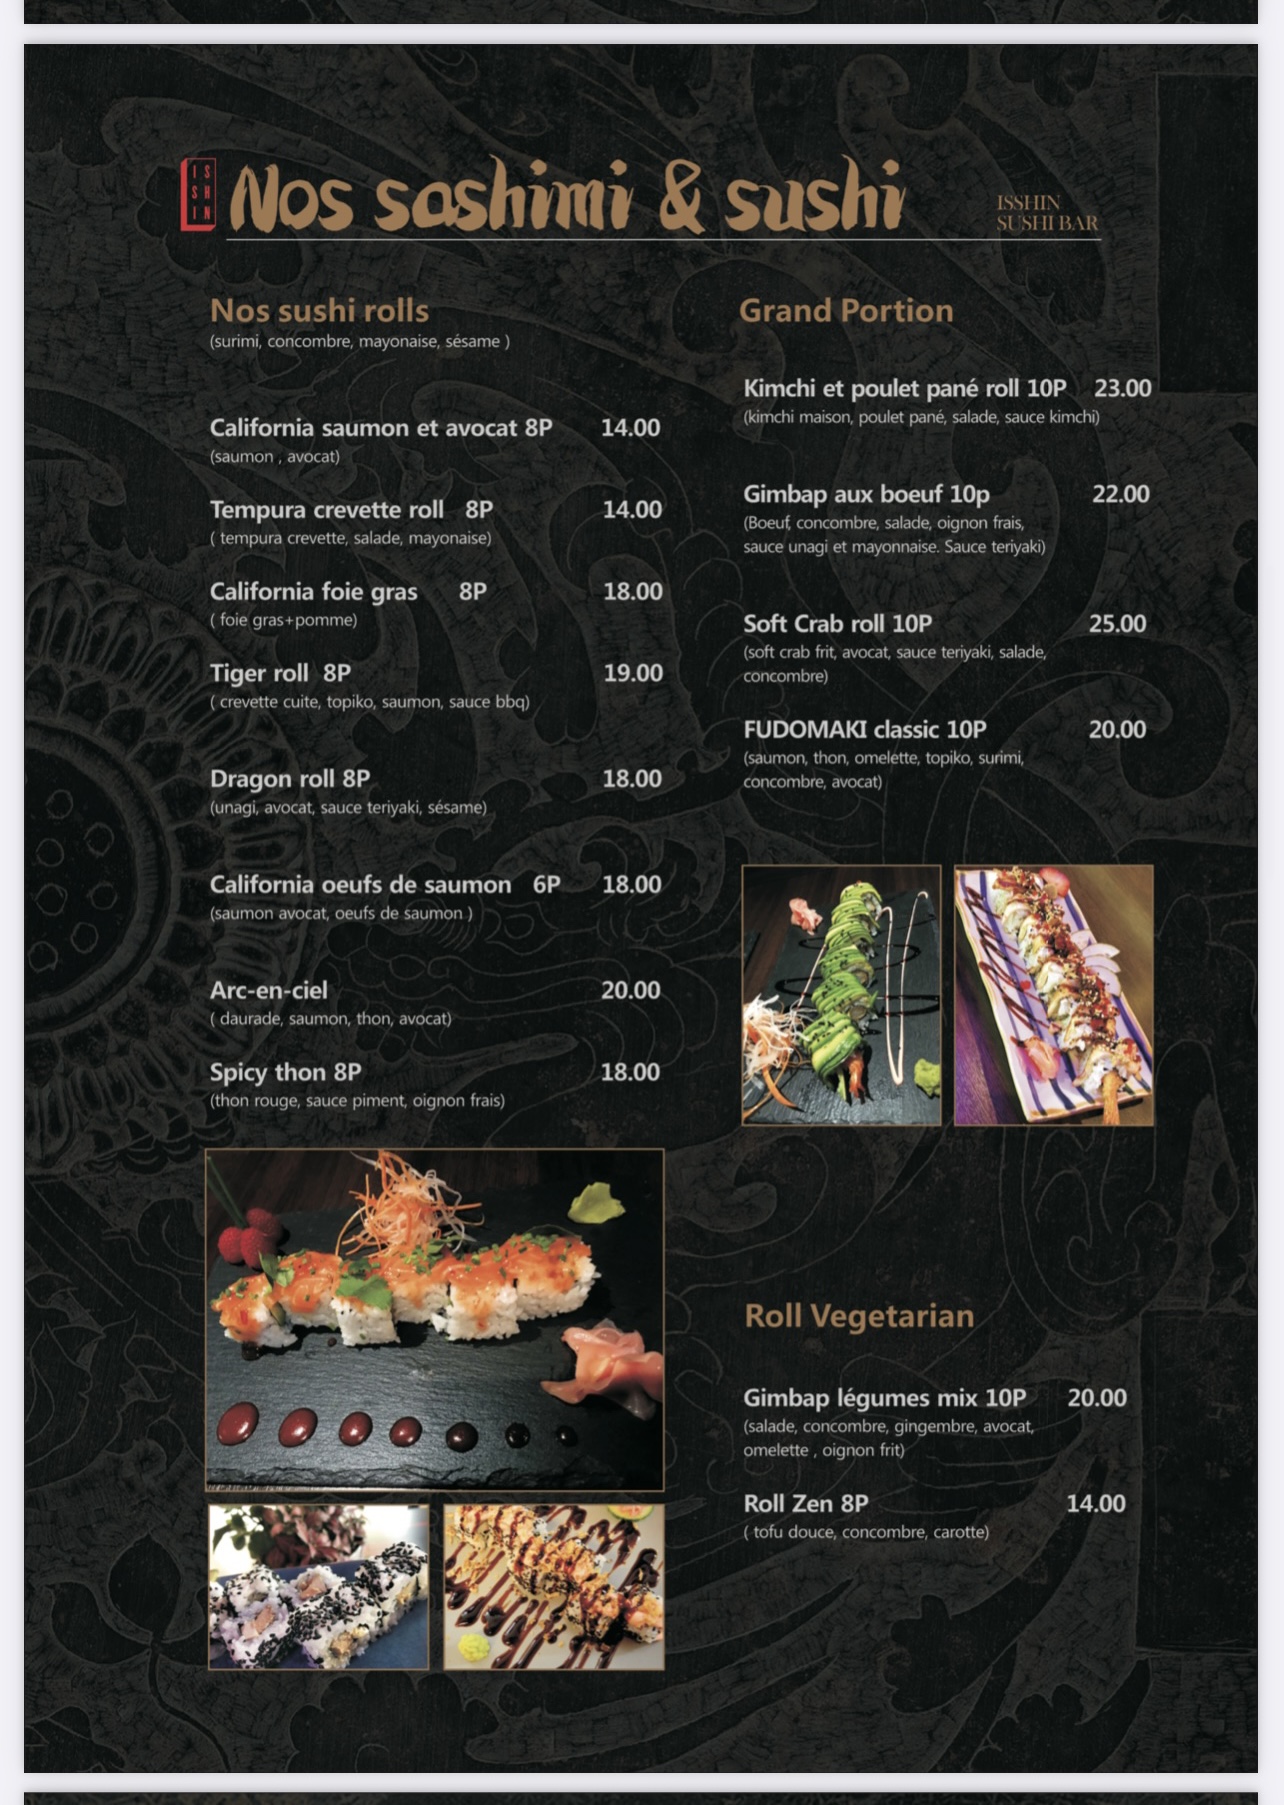 I S
S H
I N
Nos sashimi & sushi
ISSHIN
SUSHI BAR
Nos sushi rolls
(surimi, concombre, mayonaise, sésame )
California saumon et avocat 8P 14.00
(saumon , avocat)
Tempura crevette roll 8P 14.00
( tempura crevette, salade, mayonaise)
California foie gras 8P 18.00
( foie gras+pomme)
Tiger roll 8P 19.00
( crevette cuite, topiko, saumon, sauce bbq)
Dragon roll 8P 18.00
(unagi, avocat, sauce teriyaki, sésame)
California oeufs de saumon 6P 18.00
(saumon avocat, oeufs de saumon )
Arc-en-ciel 20.00
( daurade, saumon, thon, avocat)
Spicy thon 8P 18.00
(thon rouge, sauce piment, oignon frais)
Grand Portion
Kimchi et poulet pané roll 10P 23.00
(kimchi maison, poulet pané, salade, sauce kimchi)
Gimbap aux boeuf 10p 22.00
(Boeuf, concombre, salade, oignon frais,
sauce unagi et mayonnaise. Sauce teriyaki)
Soft Crab roll 10P 25.00
(soft crab frit, avocat, sauce teriyaki, salade,
concombre)
FUDOMAKI classic 10P 20.00
(saumon, thon, omelette, topiko, surimi,
concombre, avocat)
Roll Vegetarian
Gimbap légumes mix 10P 20.00
(salade, concombre, gingembre, avocat,
omelette , oignon frit)
Roll Zen 8P 14.00
( tofu douce, concombre, carotte)